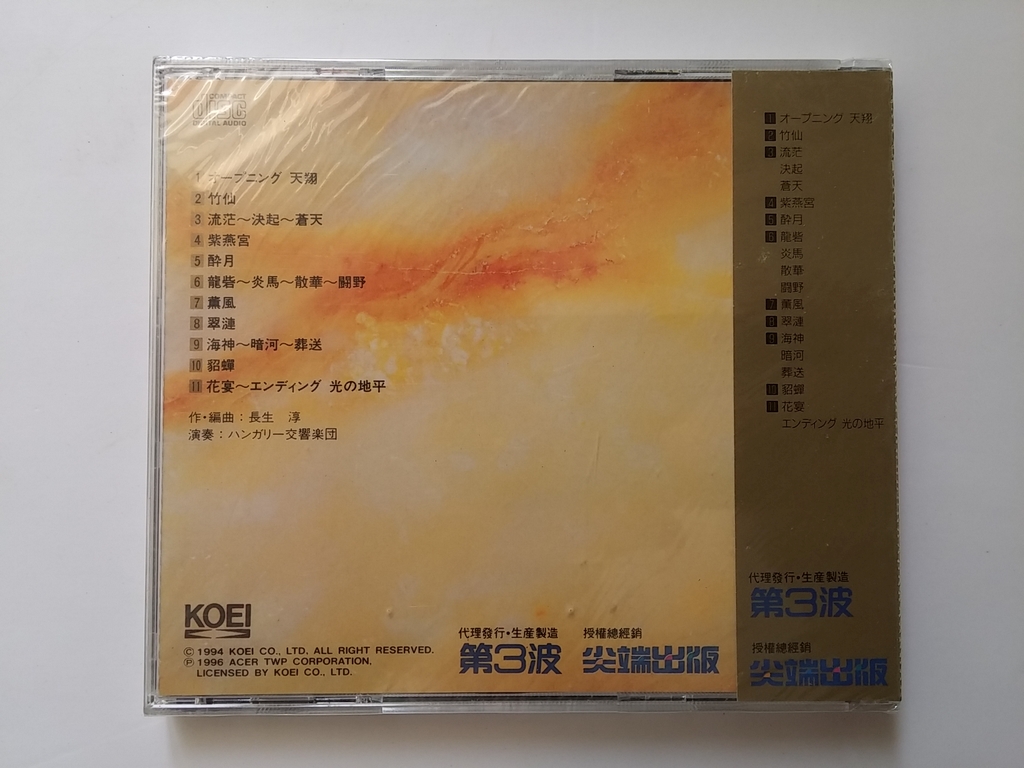 COMPACT
disc
DIGITAL AUDIO
1 オープニング 天翔
2 竹仙
3 流茫～決起～蒼天
4 紫燕宮
5 酔月
6 龍砦～炎馬～散華～闘野
7 薫風
8 翠漣
9 海神～暗河～葬送
10 貂蟬
11 花宴～エンディング 光の地平
作・編曲：長生 淳
演奏：ハンガリー交響楽団
KOEI
© 1994 KOEI CO., LTD. ALL RIGHT RESERVED.
℗ 1996 ACER TWP CORPORATION,
LICENSED BY KOEI CO., LTD.
代理發行・生産製造
第3波
授權總經銷
尖端出版
1 オープニング 天翔
2 竹仙
3 流茫
決起
蒼天
4 紫燕宮
5 酔月
6 龍砦
炎馬
散華
闘野
7 薫風
8 翠漣
9 海神
暗河
葬送
10 貂蟬
11 花宴
エンディング 光の地平
代理發行・生産製造
第3波
授權總經銷
尖端出版